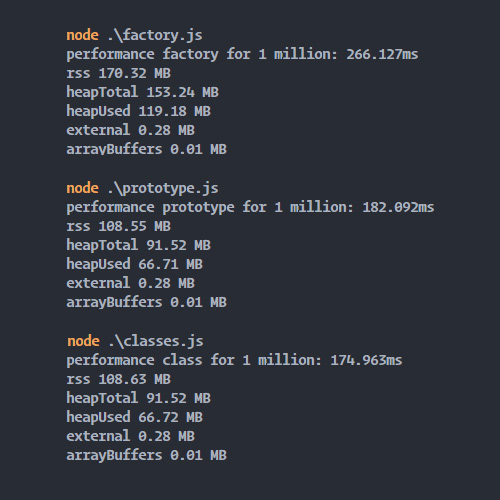 node .\factory.js
performance factory for 1 million: 266.127ms
rss 170.32 MB
heapTotal 153.24 MB
heapUsed 119.18 MB
external 0.28 MB
arrayBuffers 0.01 MB
node .\prototype.js
performance prototype for 1 million: 182.092ms
rss 108.55 MB
heapTotal 91.52 MB
heapUsed 66.71 MB
external 0.28 MB
arrayBuffers 0.01 MB
node .\classes.js
performance class for 1 million: 174.963ms
rss 108.63 MB
heapTotal 91.52 MB
heapUsed 66.72 MB
external 0.28 MB
arrayBuffers 0.01 MB